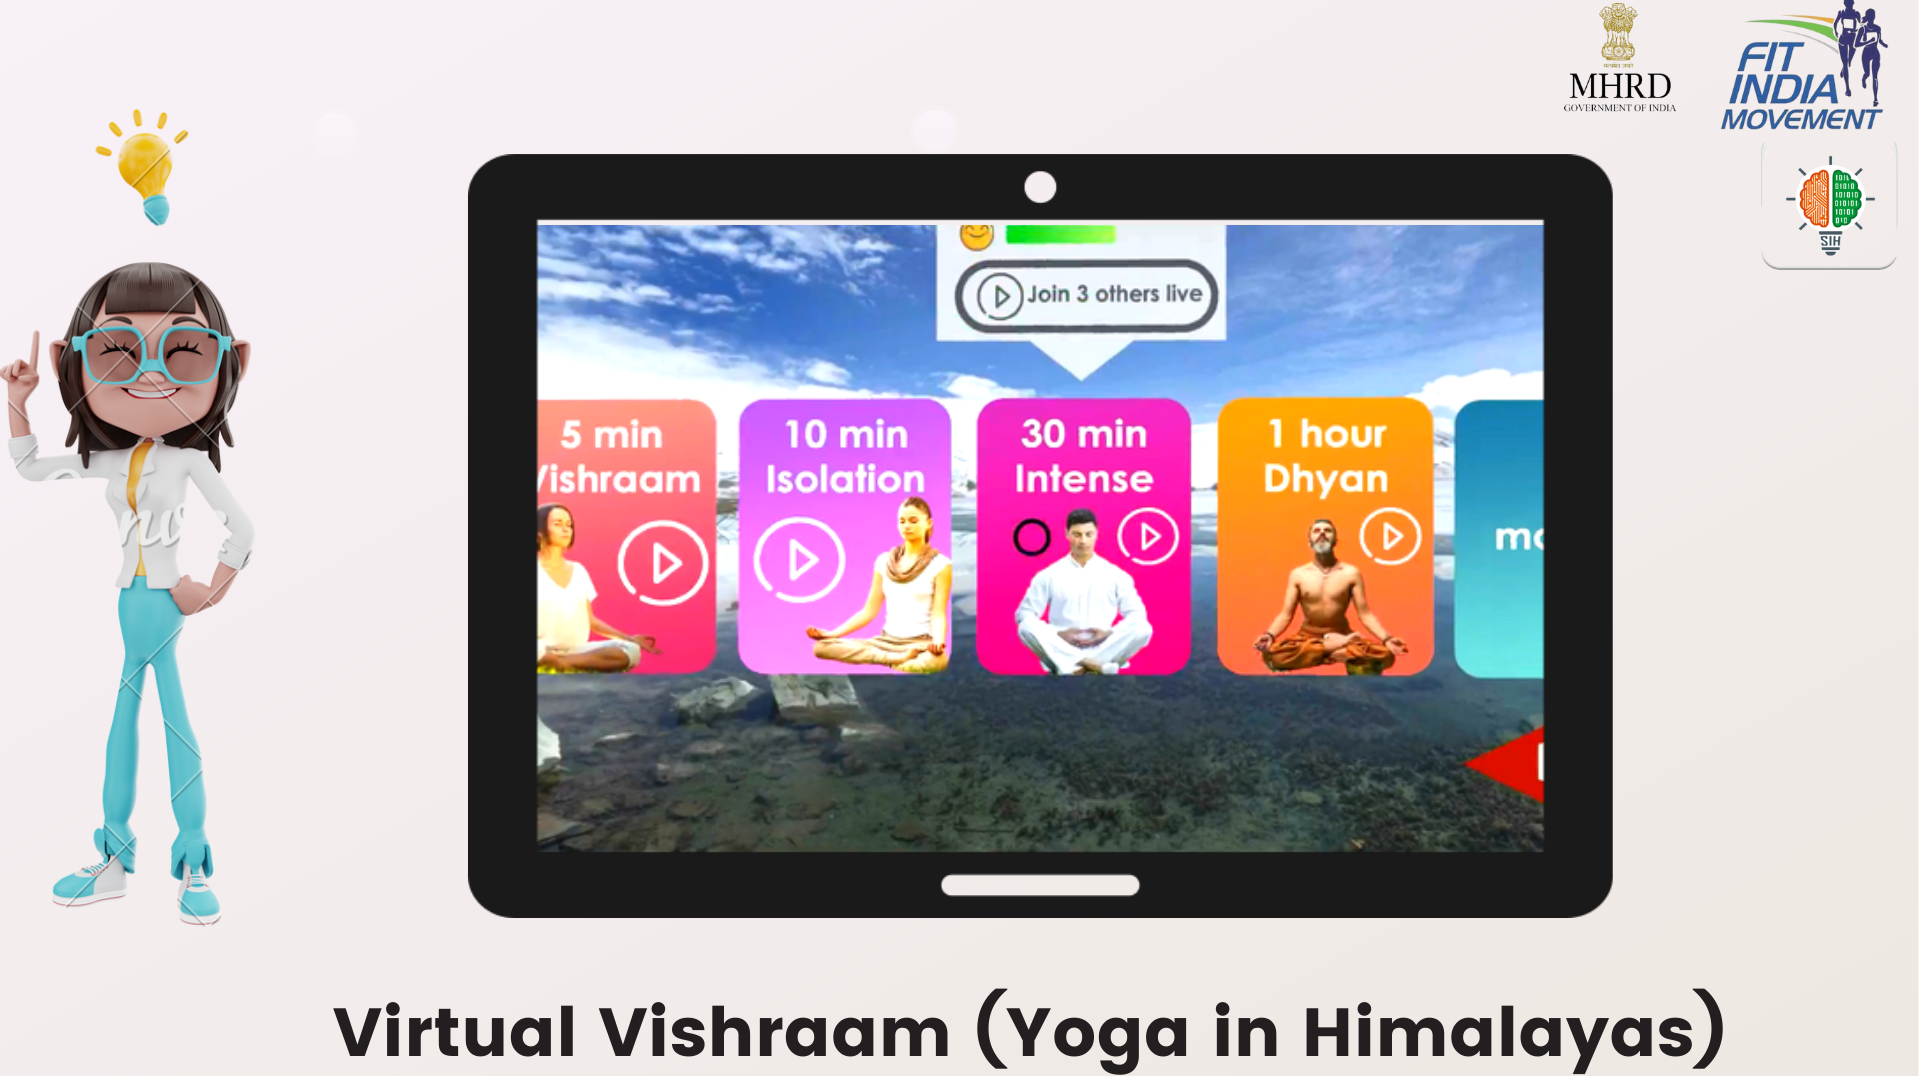 MHRD
GOVERNMENT OF INDIA
FIT
INDIA
MOVEMENT
SIH
Join 3 others live
5 min
Vishraam
10 min
Isolation
30 min
Intense
1 hour
Dhyan
Virtual Vishraam (Yoga in Himalayas)